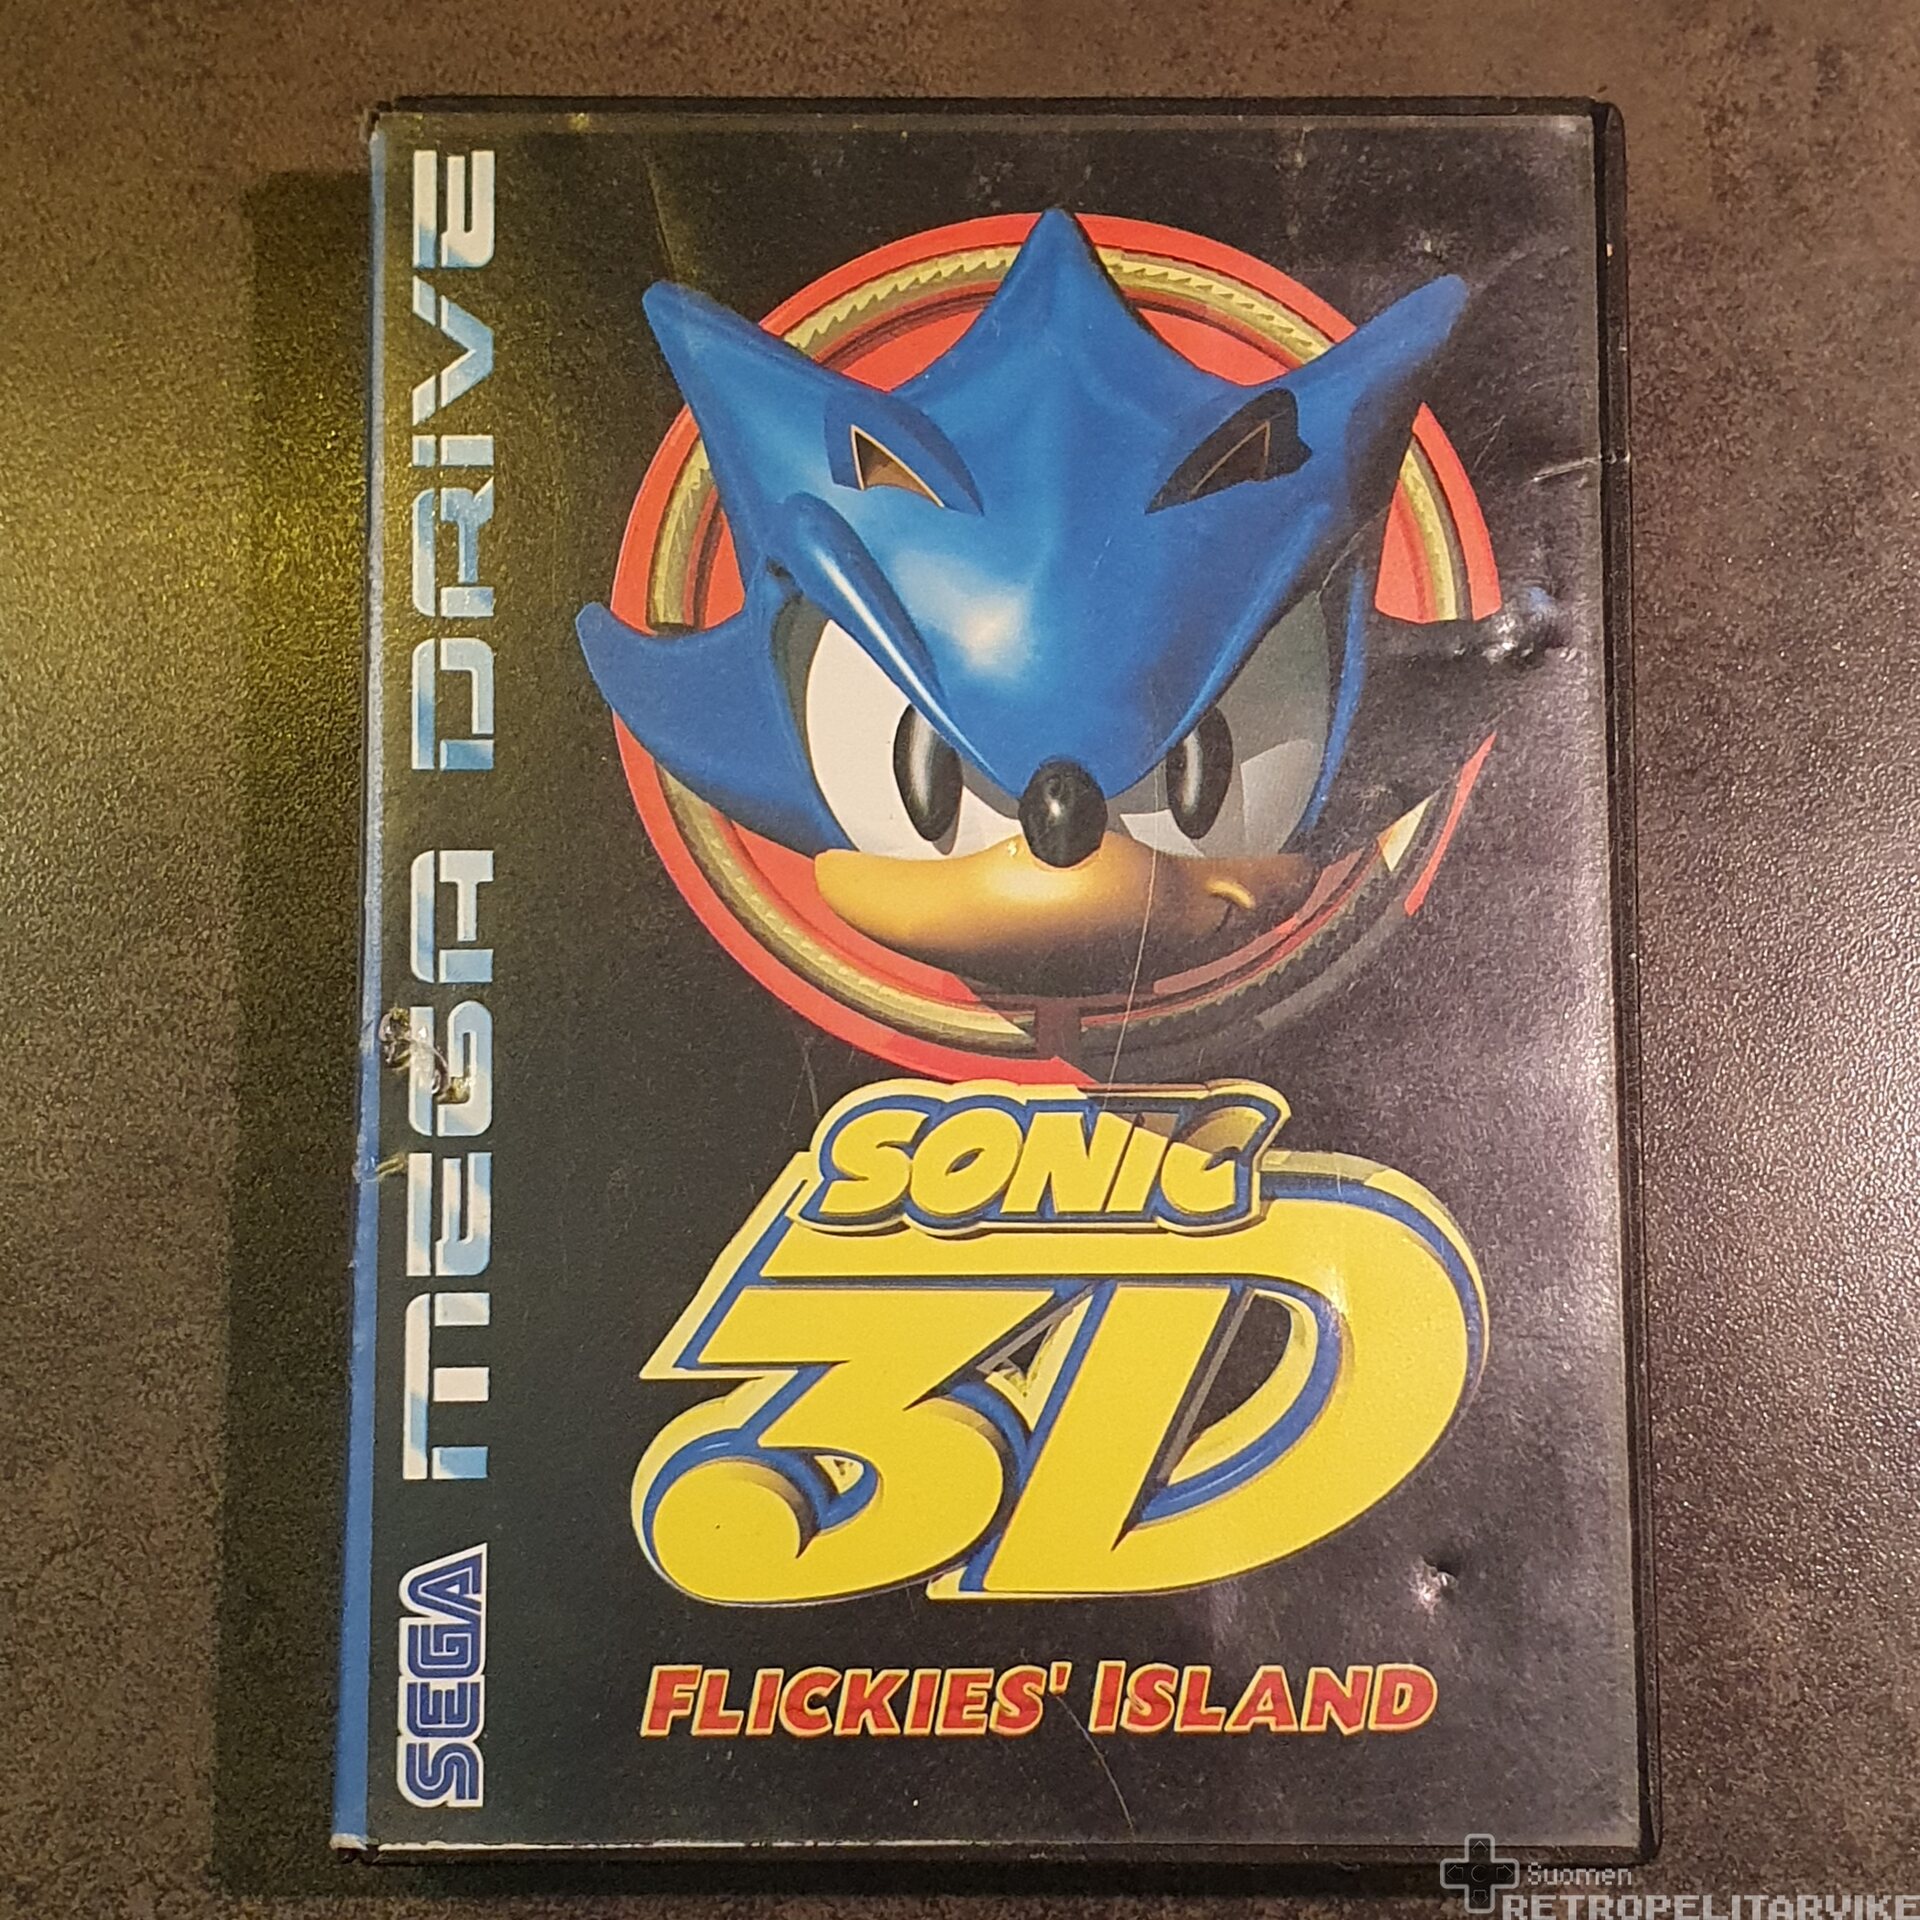 SEGA MEGA DRIVE
SONIC
3D
FLICKIES' ISLAND
Suomen
RETROPELITARVIKE